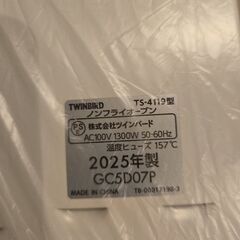 TWINBIRD TS-4119型
ノンフライオーブン
PS E
株式会社ツインバード
AC100V 1300W 50-60Hz
温度ヒューズ 157℃
2025年製
GC5D07P
MADE IN CHINA